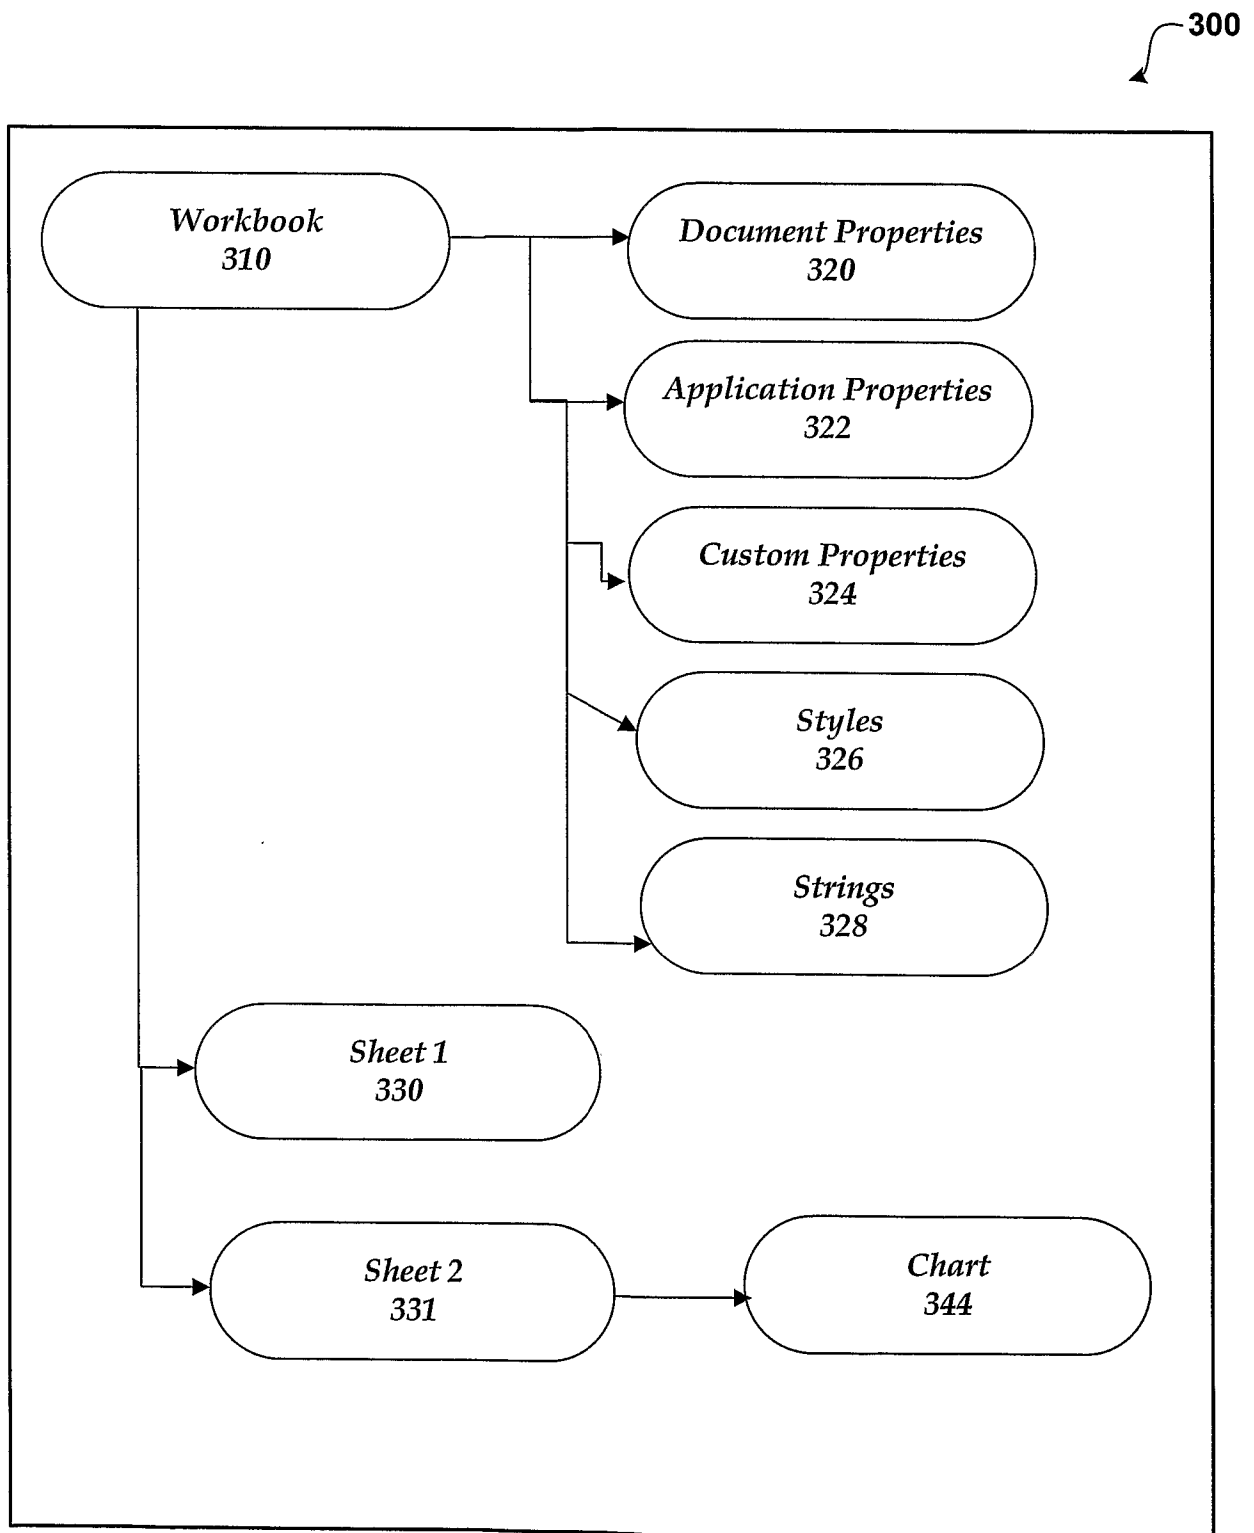 300
Workbook
310
Document Properties
320
Application Properties
322
Custom Properties
324
Styles
326
Strings
328
Sheet 1
330
Sheet 2
331
Chart
344